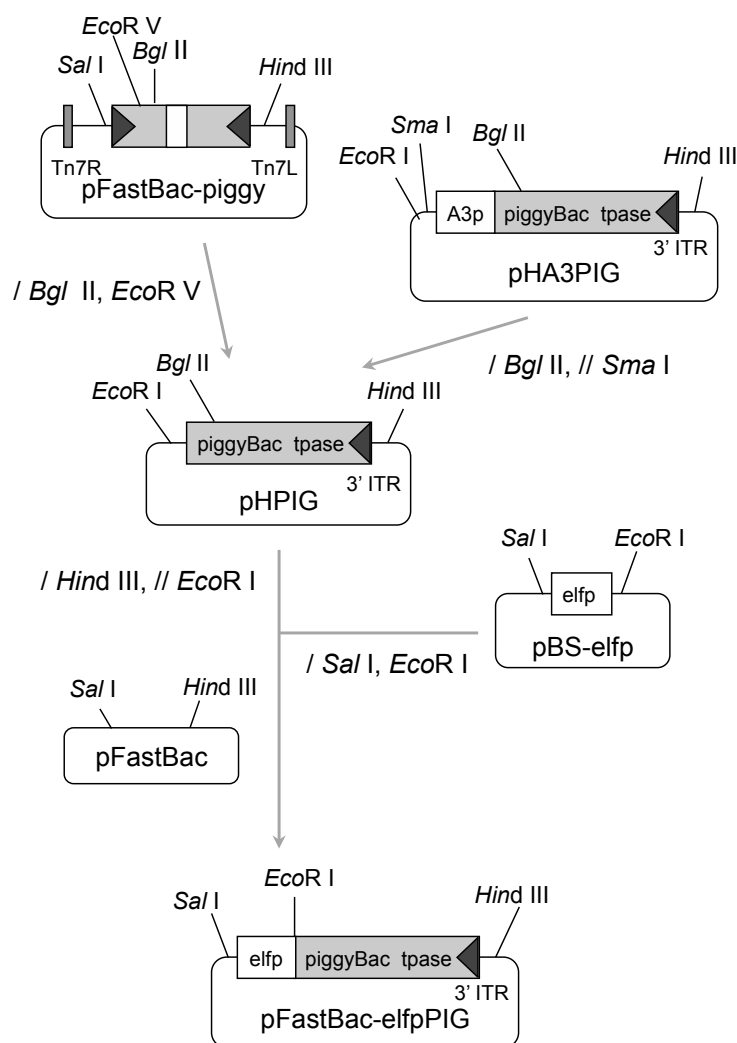 EcoR V
Bgl II
Sal I
Hind III
Tn7R
Tn7L
pFastBac-piggy
Sma I
Bgl II
EcoR I
Hind III
A3p
piggyBac tpase
3' ITR
pHA3PIG
/ Bgl II, EcoR V
/ Bgl II, // Sma I
Bgl II
EcoR I
Hind III
piggyBac tpase
3' ITR
pHPIG
/ Hind III, // EcoR I
Sal I
EcoR I
elfp
pBS-elfp
/ Sal I, EcoR I
Sal I
Hind III
pFastBac
EcoR I
Sal I
Hind III
elfp
piggyBac tpase
3' ITR
pFastBac-elfpPIG